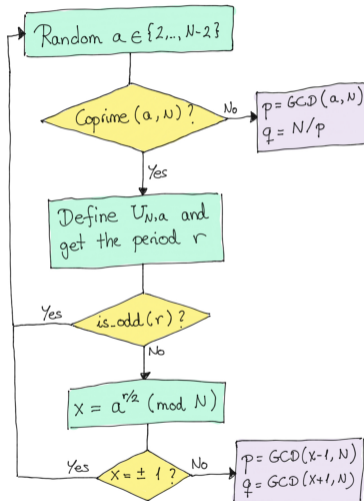 Random a ∈ {2,..,N-2}
Coprime (a,N)?
No
p = GCD(a,N)
q = N/p
Yes
Define U_{N,a} and
get the period r
Yes
is_odd(r)?
No
x = a^{r/2} (mod N)
Yes
x = ± 1?
No
p = GCD(x-1, N)
q = GCD(x+1, N)